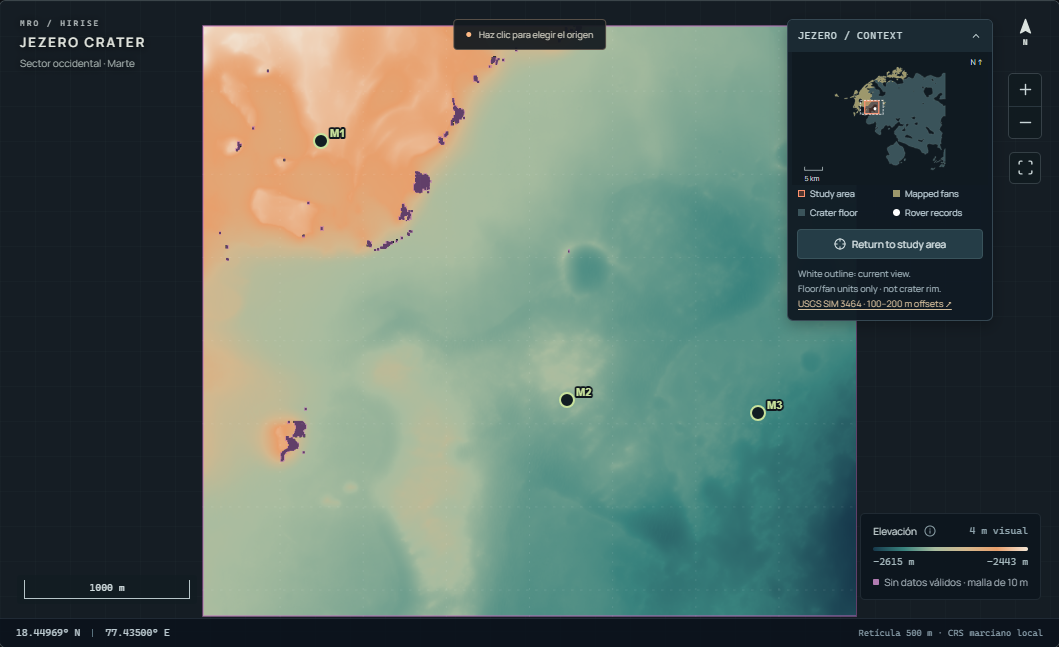 MRO / HIRISE
JEZERO CRATER
Sector occidental · Marte
Haz clic para elegir el origen
JEZERO / CONTEXT
N ↑
5 km
Study area
Mapped fans
Crater floor
Rover records
Return to study area
White outline: current view.
Floor/fan units only · not crater rim.
USGS SIM 3464 · 100–200 m offsets ↗
N
+
−
M1
M2
M3
Elevación
4 m visual
−2615 m
−2443 m
Sin datos válidos · malla de 10 m
1000 m
18.44969° N | 77.43500° E
Retícula 500 m · CRS marciano local